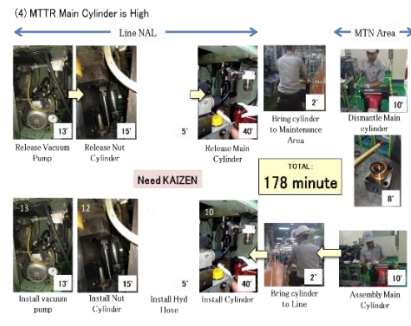 (4) MTTR Main Cylinder is High
Line NAL
MTN Area
13'
15'
5'
40'
2'
10'
Release Vacuum
Pump
Release Nut
Cylinder
Release Main
Cylinder
Bring cylinder
to Maintenance
Area
Dismantle Main
cylinder
Need KAIZEN
TOTAL:
178 minute
8'
13
12
10
13'
15'
5'
40'
2'
10'
Install vacuum
pump
Install Nut
Cylinder
Install Hyd
Hose
Install Cylinder
Bring cylinder
to Line
Assembly Main
Cylinder